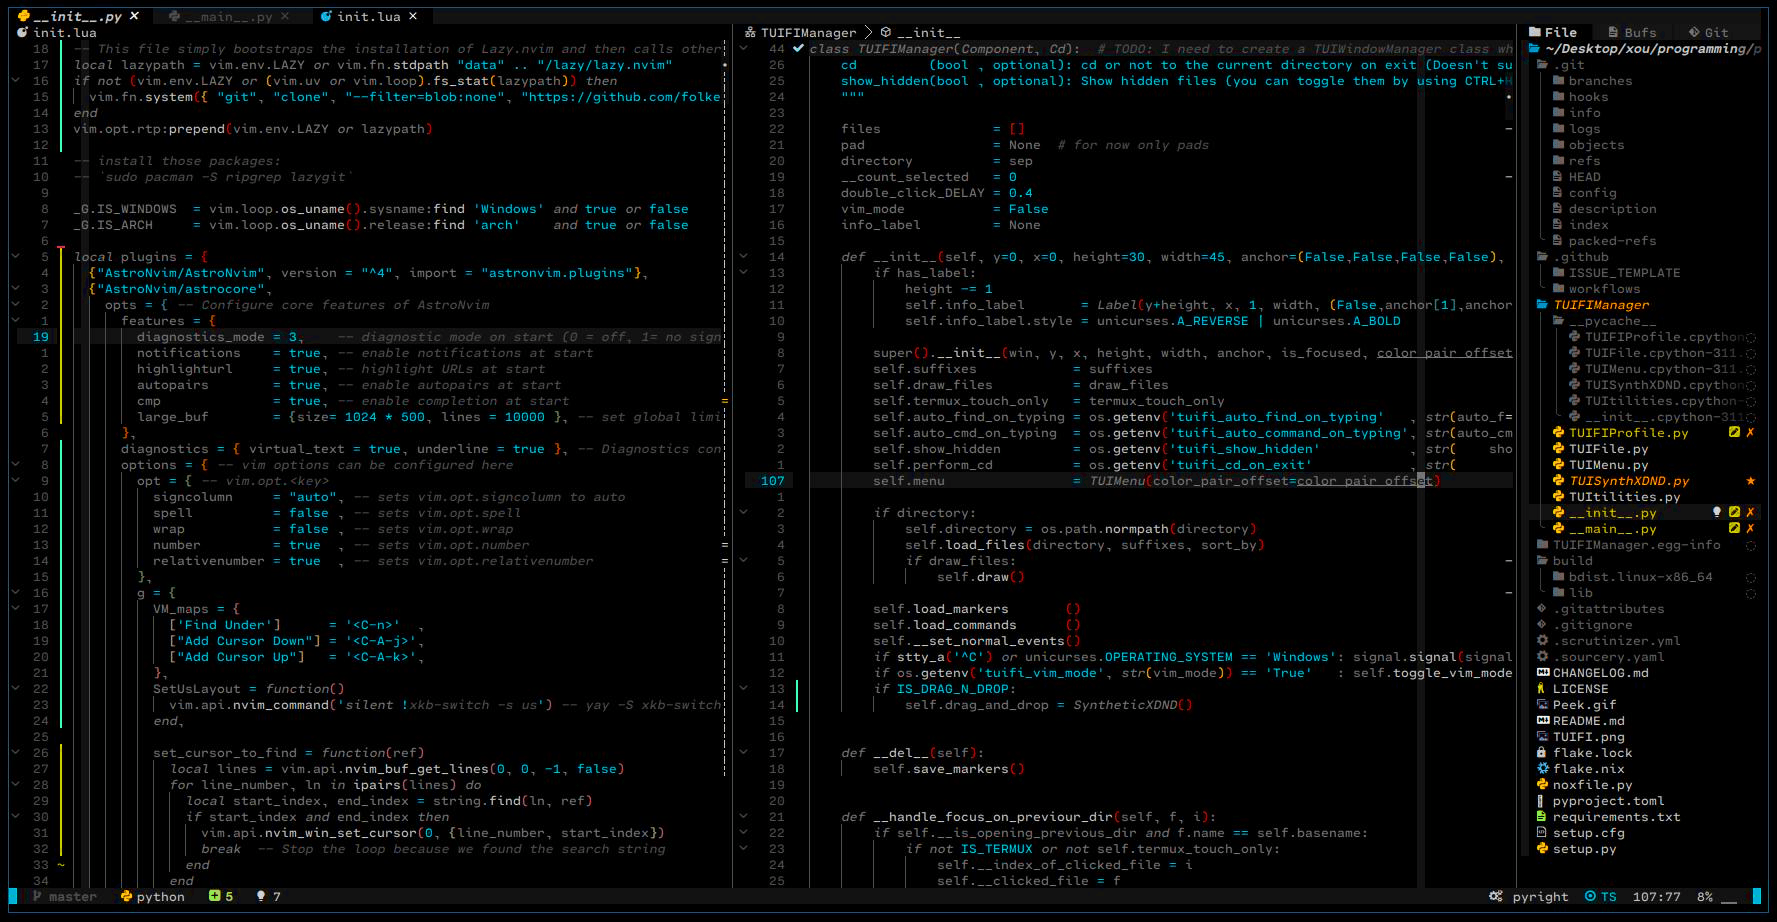 __init__.py ✕ __main__.py ✕ init.lua ✕
init.lua
18 -- This file simply bootstraps the installation of Lazy.nvim and then calls other
17 local lazypath = vim.env.LAZY or vim.fn.stdpath "data" .. "/lazy/lazy.nvim"
16 if not (vim.env.LAZY or (vim.uv or vim.loop).fs_stat(lazypath)) then
15 vim.fn.system({ "git", "clone", "--filter=blob:none", "https://github.com/folke
14 end
13 vim.opt.rtp:prepend(vim.env.LAZY or lazypath)
12
11 -- install those packages:
10 -- `sudo pacman -S ripgrep lazygit`
9
8 _G.IS_WINDOWS = vim.loop.os_uname().sysname:find 'Windows' and true or false
7 _G.IS_ARCH = vim.loop.os_uname().release:find 'arch' and true or false
6
5 local plugins = {
4 {"AstroNvim/AstroNvim", version = "^4", import = "astronvim.plugins"},
3 {"AstroNvim/astrocore",
2 opts = { -- Configure core features of AstroNvim
1 features = {
19 diagnostics_mode = 3, -- diagnostic mode on start (0 = off, 1= no sign
1 notifications = true, -- enable notifications at start
2 highlighturl = true, -- highlight URLs at start
3 autopairs = true, -- enable autopairs at start
4 cmp = true, -- enable completion at start
5 large_buf = {size= 1024 * 500, lines = 10000 }, -- set global limi
6 },
7 diagnostics = { virtual_text = true, underline = true }, -- Diagnostics con
8 options = { -- vim options can be configured here
9 opt = { -- vim.opt.<key>
10 signcolumn = "auto", -- sets vim.opt.signcolumn to auto
11 spell = false , -- sets vim.opt.spell
12 wrap = false , -- sets vim.opt.wrap
13 number = true , -- sets vim.opt.number
14 relativenumber = true , -- sets vim.opt.relativenumber
15 },
16 g = {
17 VM_maps = {
18 ['Find Under'] = '<C-n>' ,
19 ["Add Cursor Down"] = '<C-A-j>',
20 ["Add Cursor Up"] = '<C-A-k>',
21 },
22 SetUsLayout = function()
23 vim.api.nvim_command('silent !xkb-switch -s us') -- yay -S xkb-switch
24 end,
25
26 set_cursor_to_find = function(ref)
27 local lines = vim.api.nvim_buf_get_lines(0, 0, -1, false)
28 for line_number, ln in ipairs(lines) do
29 local start_index, end_index = string.find(ln, ref)
30 if start_index and end_index then
31 vim.api.nvim_win_set_cursor(0, {line_number, start_index})
32 break -- Stop the loop because we found the search string
33 ~ end
34 end
TUIFIManager > __init__
44 class TUIFIManager(Component, Cd): # TODO: I need to create a TUIWindowManager class wh
26 cd (bool , optional): cd or not to the current directory on exit (Doesn't su
25 show_hidden(bool , optional): Show hidden files (you can toggle them by using CTRL+H
24 """
23
22 files = []
21 pad = None # for now only pads
20 directory = sep
19 __count_selected = 0
18 double_click_DELAY = 0.4
17 vim_mode = False
16 info_label = None
15
14 def __init__(self, y=0, x=0, height=30, width=45, anchor=(False,False,False,False),
13 if has_label:
12 height -= 1
11 self.info_label = Label(y+height, x, 1, width, (False,anchor[1],anchor
10 self.info_label.style = unicurses.A_REVERSE | unicurses.A_BOLD
9
8 super().__init__(win, y, x, height, width, anchor, is_focused, color_pair_offset
7 self.suffixes = suffixes
6 self.draw_files = draw_files
5 self.termux_touch_only = termux_touch_only
4 self.auto_find_on_typing = os.getenv('tuifi_auto_find_on_typing' , str(auto_f
3 self.auto_cmd_on_typing = os.getenv('tuifi_auto_command_on_typing', str(auto_cm
2 self.show_hidden = os.getenv('tuifi_show_hidden' , str( sho
1 self.perform_cd = os.getenv('tuifi_cd_on_exit' , str(
107 self.menu = TUIMenu(color_pair_offset=color_pair_offset)
1
2 if directory:
3 self.directory = os.path.normpath(directory)
4 self.load_files(directory, suffixes, sort_by)
5 if draw_files:
6 self.draw()
7
8 self.load_markers ()
9 self.load_commands ()
10 self.__set_normal_events()
11 if stty_a('^C') or unicurses.OPERATING_SYSTEM == 'Windows': signal.signal(signal
12 if os.getenv('tuifi_vim_mode', str(vim_mode)) == 'True' : self.toggle_vim_mode
13 if IS_DRAG_N_DROP:
14 self.drag_and_drop = SyntheticXDND()
15
16
17 def __del__(self):
18 self.save_markers()
19
20
21 def __handle_focus_on_previour_dir(self, f, i):
22 if self.__is_opening_previous_dir and f.name == self.basename:
23 if not IS_TERMUX or not self.termux_touch_only:
24 self.__index_of_clicked_file = i
25 self.__clicked_file = f
File Bufs Git
~/Desktop/xou/programming/p
.git
branches
hooks
info
logs
objects
refs
HEAD
config
description
index
packed-refs
.github
ISSUE_TEMPLATE
workflows
TUIFIManager
__pycache__
TUIFIProfile.cpython
TUIFile.cpython-311.
TUIMenu.cpython-311.
TUISynthXDND.cpython
TUItilities.cpython-
__init__.cpython-311
TUIFIProfile.py ✗
TUIFile.py
TUIMenu.py
TUISynthXDND.py ★
TUItilities.py
__init__.py ✗
__main__.py ✗
TUIFIManager.egg-info
build
bdist.linux-x86_64
lib
.gitattributes
.gitignore
.scrutinizer.yml
.sourcery.yaml
CHANGELOG.md
LICENSE
Peek.gif
README.md
TUIFI.png
flake.lock
flake.nix
noxfile.py
pyproject.toml
requirements.txt
setup.cfg
setup.py
master python 5 7 pyright TS 107:77 8% __